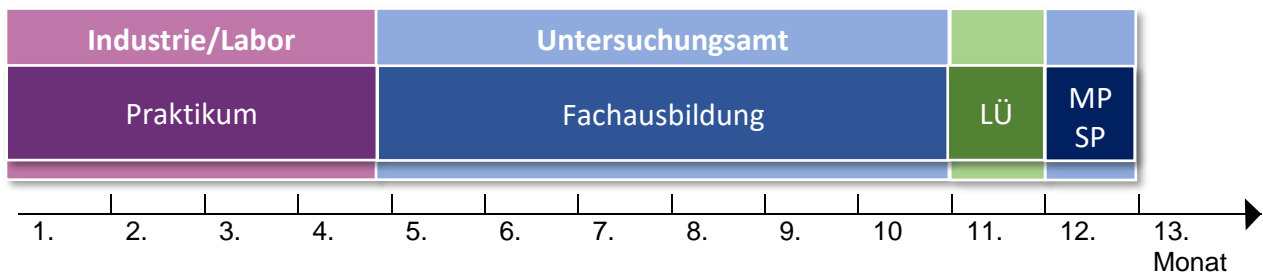 Industrie/Labor Untersuchungsamt
Praktikum Fachausbildung LÜ MP
SP
1. 2. 3. 4. 5. 6. 7. 8. 9. 10 11. 12. 13.
Monat